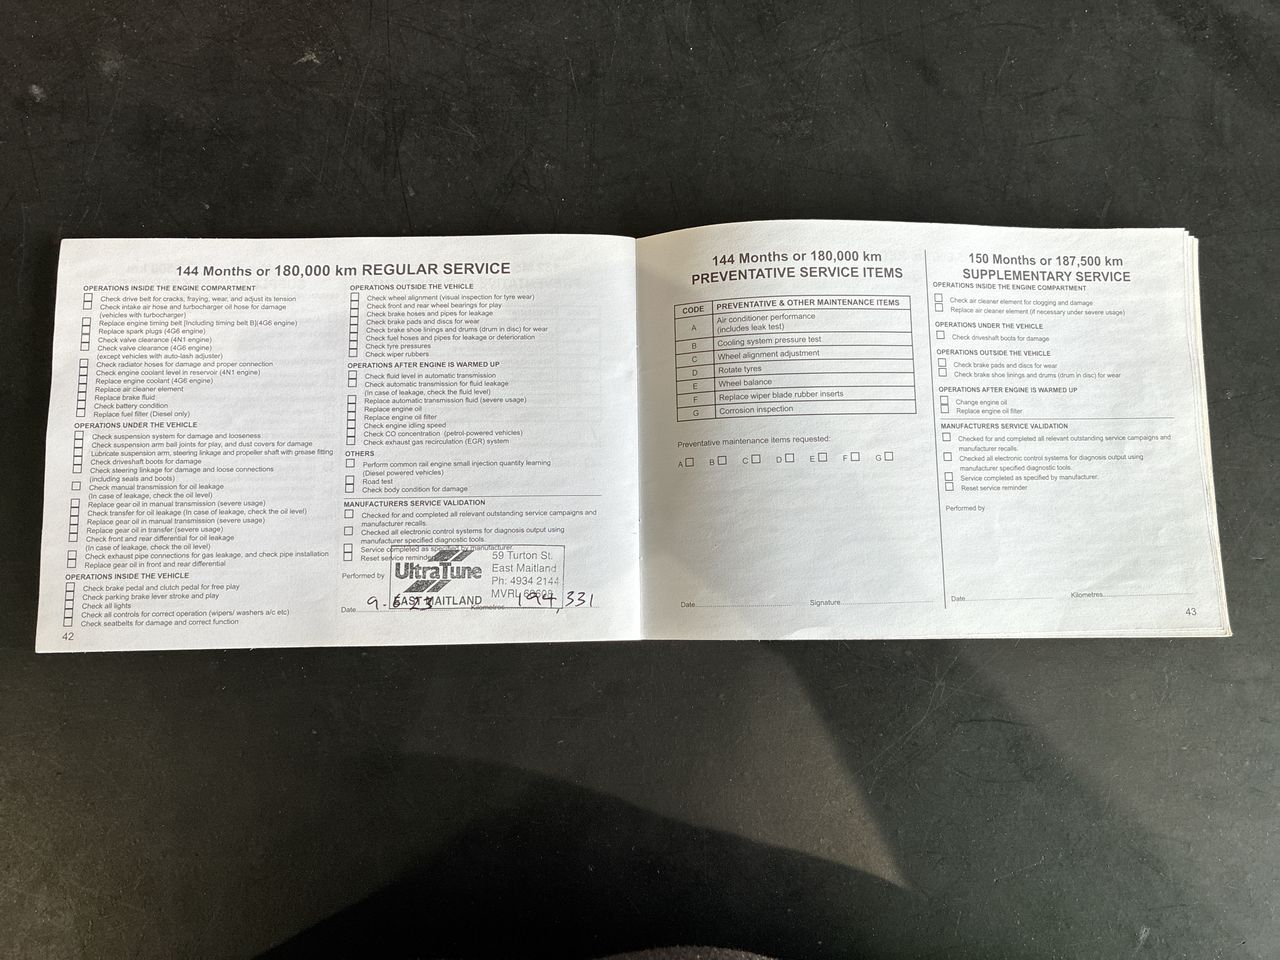 144 Months or 180,000 km REGULAR SERVICE
OPERATIONS INSIDE THE ENGINE COMPARTMENT
Check drive belt for cracks, fraying, wear, and adjust its tension
Check intake air hose and turbocharger oil hose for damage
(vehicles with turbocharger)
Replace engine timing belt [Including timing belt B](4G6 engine)
Replace spark plugs (4G6 engine)
Check valve clearance (4N1 engine)
Check valve clearance (4G6 engine)
(except vehicles with auto-lash adjuster)
Check radiator hoses for damage and proper connection
Check engine coolant level in reservoir (4N1 engine)
Replace engine coolant (4G6 engine)
Replace air cleaner element
Replace brake fluid
Check battery condition
Replace fuel filter (Diesel only)
OPERATIONS UNDER THE VEHICLE
Check suspension system for damage and looseness
Check suspension arm ball joints for play, and dust covers for damage
Lubricate suspension arm, steering linkage and propeller shaft with grease fitting
Check driveshaft boots for damage
Check steering linkage for damage and loose connections
(including seals and boots)
Check manual transmission for oil leakage
(In case of leakage, check the oil level)
Replace gear oil in manual transmission (severe usage)
Check transfer for oil leakage (In case of leakage, check the oil level)
Replace gear oil in manual transmission (severe usage)
Replace gear oil in transfer (severe usage)
Check front and rear differential for oil leakage
(In case of leakage, check the oil level)
Check exhaust pipe connections for gas leakage, and check pipe installation
Replace gear oil in front and rear differential
OPERATIONS INSIDE THE VEHICLE
Check brake pedal and clutch pedal for free play
Check parking brake lever stroke and play
Check all lights
Check all controls for correct operation (wipers/ washers a/c etc)
Check seatbelts for damage and correct function
42
OPERATIONS OUTSIDE THE VEHICLE
Check wheel alignment (visual inspection for tyre wear)
Check front and rear wheel bearings for play
Check brake hoses and pipes for leakage
Check brake pads and discs for wear
Check brake shoe linings and drums (drum in disc) for wear
Check fuel hoses and pipes for leakage or deterioration
Check tyre pressures
Check wiper rubbers
OPERATIONS AFTER ENGINE IS WARMED UP
Check fluid level in automatic transmission
Check automatic transmission for fluid leakage
(In case of leakage, check the fluid level)
Replace automatic transmission fluid (severe usage)
Replace engine oil
Replace engine oil filter
Check engine idling speed
Check CO concentration (petrol-powered vehicles)
Check exhaust gas recirculation (EGR) system
OTHERS
Perform common rail engine small injection quantity learning
(Diesel powered vehicles)
Road test
Check body condition for damage
MANUFACTURERS SERVICE VALIDATION
Checked for and completed all relevant outstanding service campaigns and
manufacturer recalls.
Checked all electronic control systems for diagnosis output using
manufacturer specified diagnostic tools.
Service completed as specified by manufacturer.
Reset service reminder
Performed by
UltraTune
EAST MAITLAND
59 Turton St.
East Maitland
Ph: 4934 2144
MVRL
Date
Kilometres
194,331
144 Months or 180,000 km
PREVENTATIVE SERVICE ITEMS
CODE PREVENTATIVE & OTHER MAINTENANCE ITEMS
A Air conditioner performance
(includes leak test)
B Cooling system pressure test
C Wheel alignment adjustment
D Rotate tyres
E Wheel balance
F Replace wiper blade rubber inserts
G Corrosion inspection
Preventative maintenance items requested:
A B C D E F G
Date Signature
150 Months or 187,500 km
SUPPLEMENTARY SERVICE
OPERATIONS INSIDE THE ENGINE COMPARTMENT
Check air cleaner element for clogging and damage
Replace air cleaner element (if necessary under severe usage)
OPERATIONS UNDER THE VEHICLE
Check driveshaft boots for damage
OPERATIONS OUTSIDE THE VEHICLE
Check brake pads and discs for wear
Check brake shoe linings and drums (drum in disc) for wear
OPERATIONS AFTER ENGINE IS WARMED UP
Change engine oil
Replace engine oil filter
MANUFACTURERS SERVICE VALIDATION
Checked for and completed all relevant outstanding service campaigns and
manufacturer recalls.
Checked all electronic control systems for diagnosis output using
manufacturer specified diagnostic tools.
Service completed as specified by manufacturer.
Reset service reminder
Performed by
Date Kilometres
43